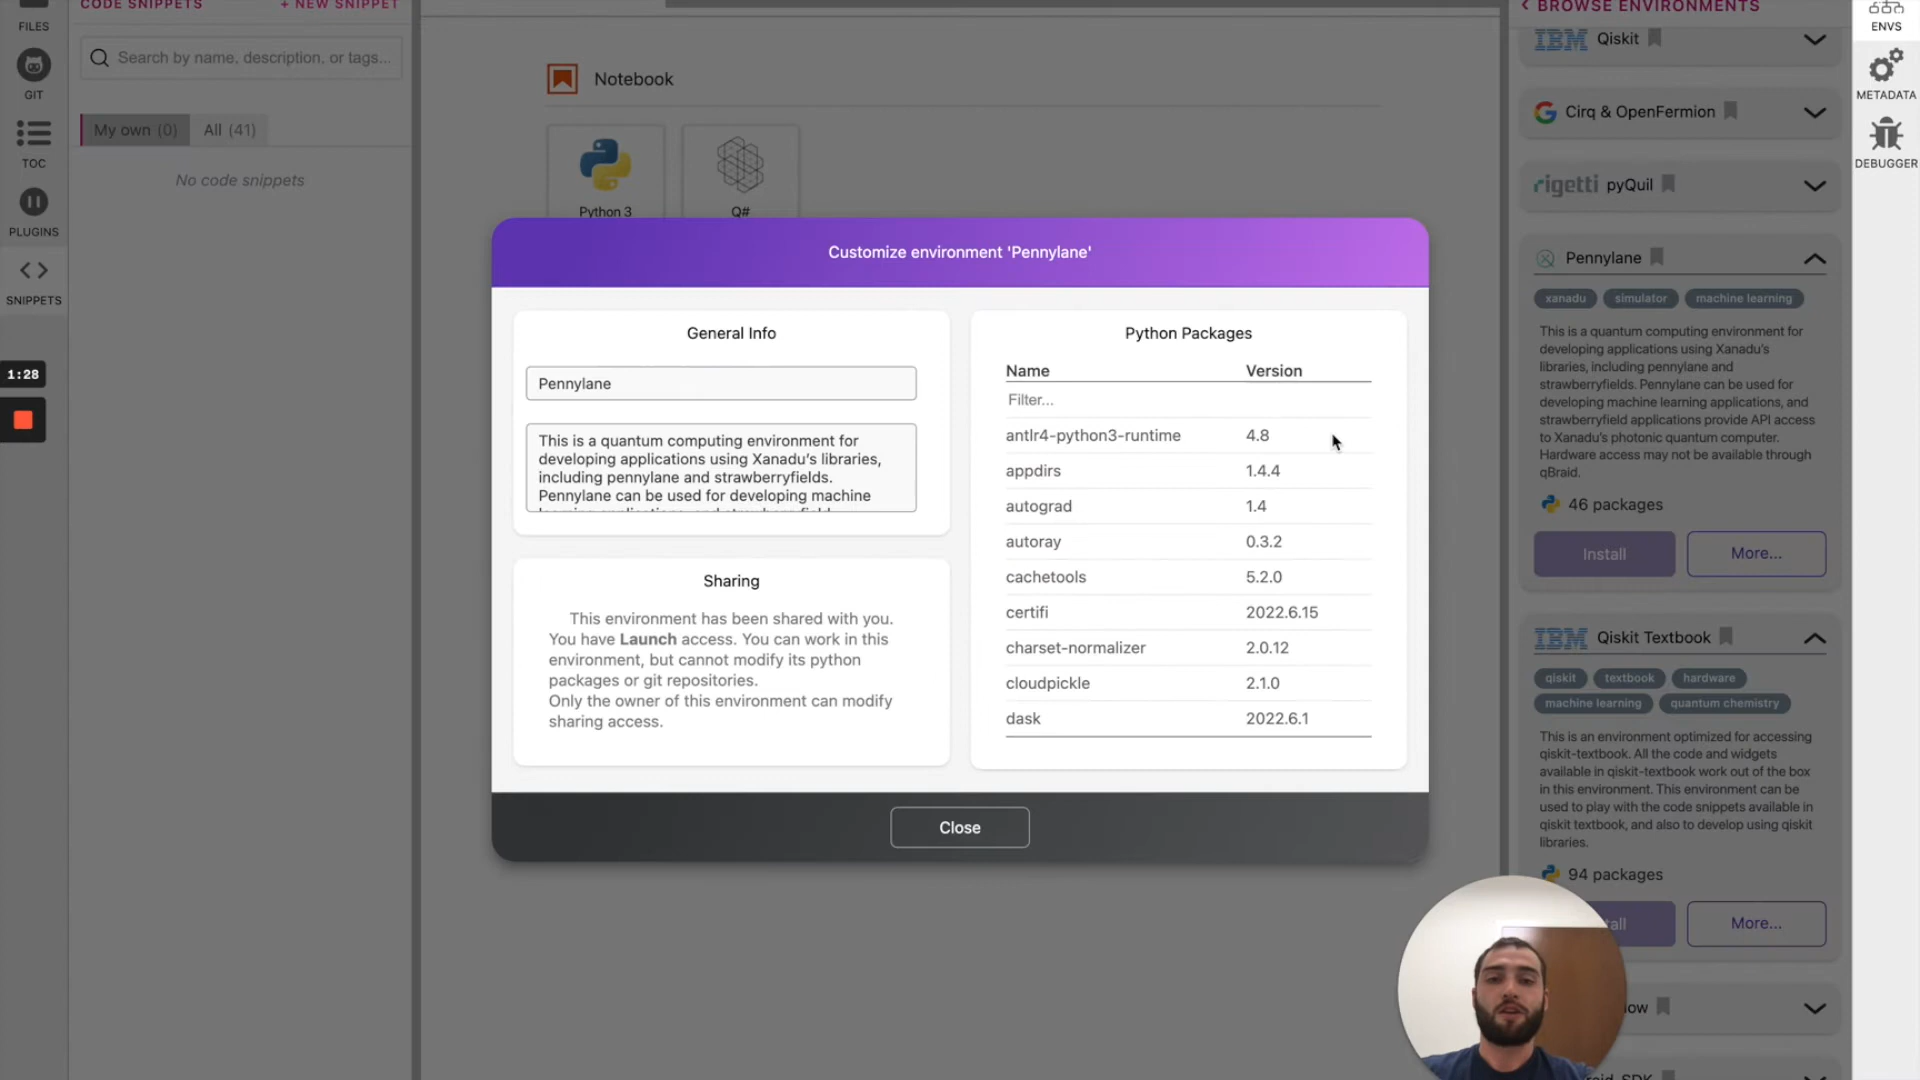 FILES
GIT
TOC
PLUGINS
SNIPPETS
1:28
CODE SNIPPETS
+ NEW SNIPPET
Search by name, description, or tags...
My own (0)
All (41)
No code snippets
Notebook
Python 3
Q#
Customize environment 'Pennylane'
General Info
Pennylane
This is a quantum computing environment for
developing applications using Xanadu's libraries,
including pennylane and strawberryfields.
Pennylane can be used for developing machine
Sharing
This environment has been shared with you.
You have Launch access. You can work in this
environment, but cannot modify its python
packages or git repositories.
Only the owner of this environment can modify
sharing access.
Python Packages
Name Version
Filter...
antlr4-python3-runtime 4.8
appdirs 1.4.4
autograd 1.4
autoray 0.3.2
cachetools 5.2.0
certifi 2022.6.15
charset-normalizer 2.0.12
cloudpickle 2.1.0
dask 2022.6.1
Close
BROWSE ENVIRONMENTS
IBM Qiskit
Cirq & OpenFermion
rigetti pyQuil
Pennylane
xanadu simulator machine learning
This is a quantum computing environment for
developing applications using Xanadu's
libraries, including pennylane and
strawberryfields. Pennylane can be used for
developing machine learning applications, and
strawberryfield applications provide API access
to Xanadu's photonic quantum computer.
Hardware access may not be available through
qBraid.
46 packages
Install More...
IBM Qiskit Textbook
qiskit textbook hardware
machine learning quantum chemistry
This is an environment optimized for accessing
qiskit-textbook. All the code and widgets
available in qiskit-textbook work out of the box
in this environment. This environment can be
used to play with the code snippets available in
qiskit textbook, and also to develop using qiskit
libraries.
94 packages
More...
ENVS
METADATA
DEBUGGER